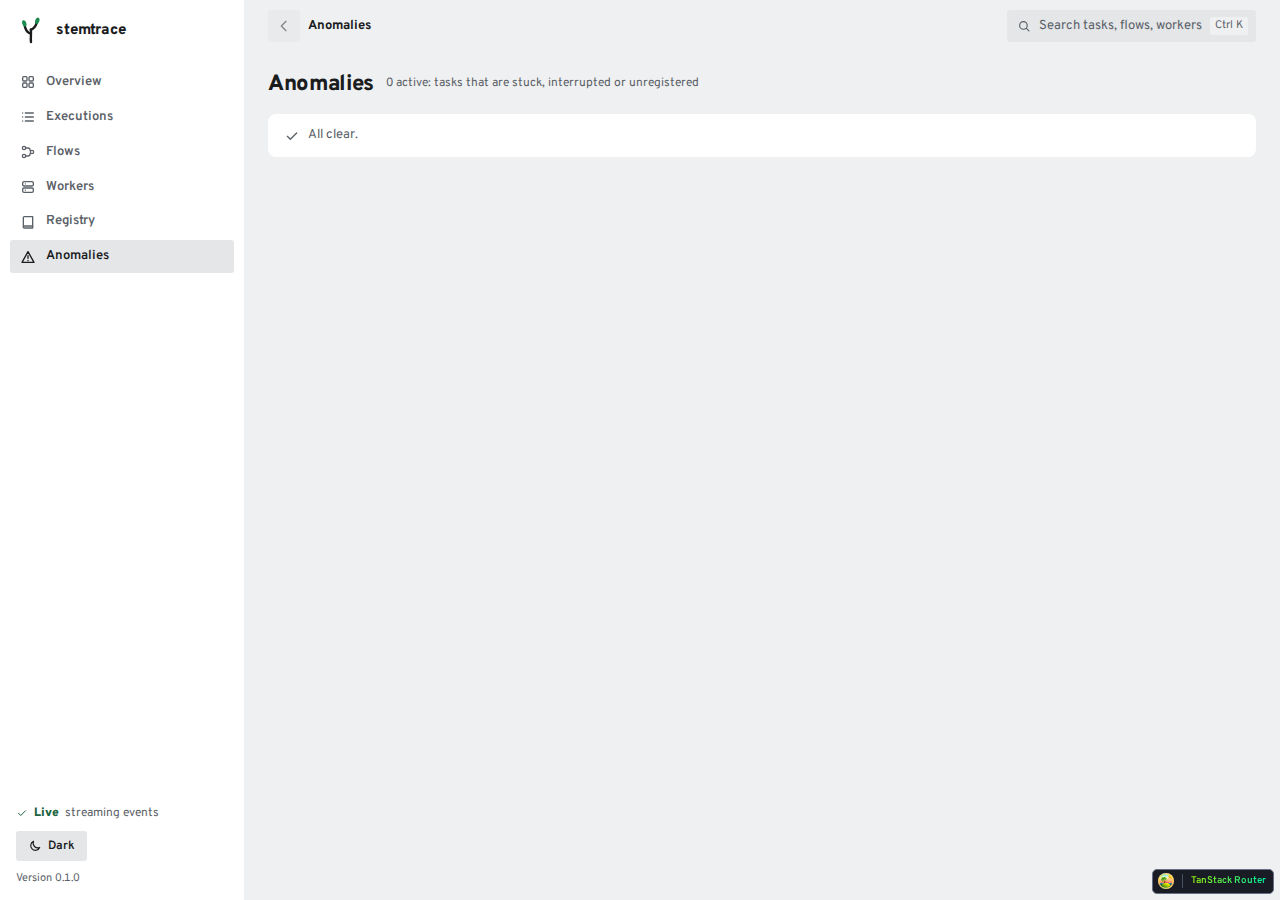 stemtrace
Overview
Executions
Flows
Workers
Registry
Anomalies
Live streaming events
Dark
Version 0.1.0
Anomalies
Search tasks, flows, workers Ctrl K
Anomalies 0 active: tasks that are stuck, interrupted or unregistered
All clear.
TanStack Router